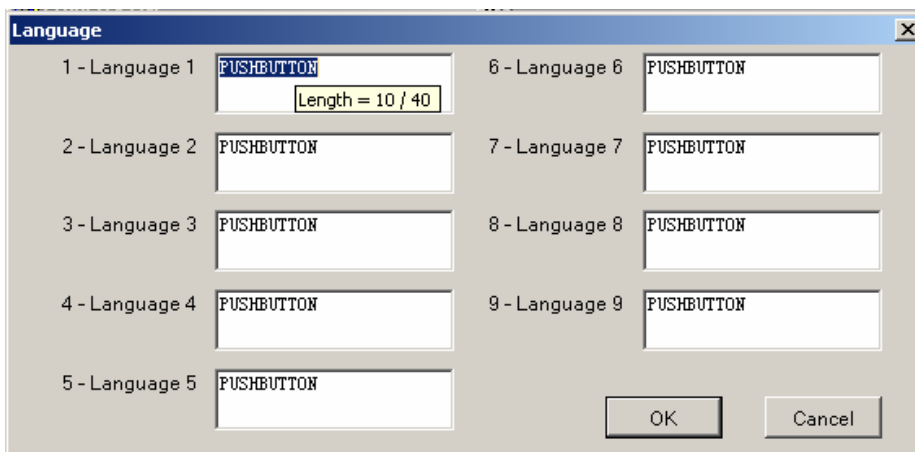 Language
1 - Language 1 PUSHBUTTON
Length = 10 / 40
2 - Language 2 PUSHBUTTON
3 - Language 3 PUSHBUTTON
4 - Language 4 PUSHBUTTON
5 - Language 5 PUSHBUTTON
6 - Language 6 PUSHBUTTON
7 - Language 7 PUSHBUTTON
8 - Language 8 PUSHBUTTON
9 - Language 9 PUSHBUTTON
OK
Cancel